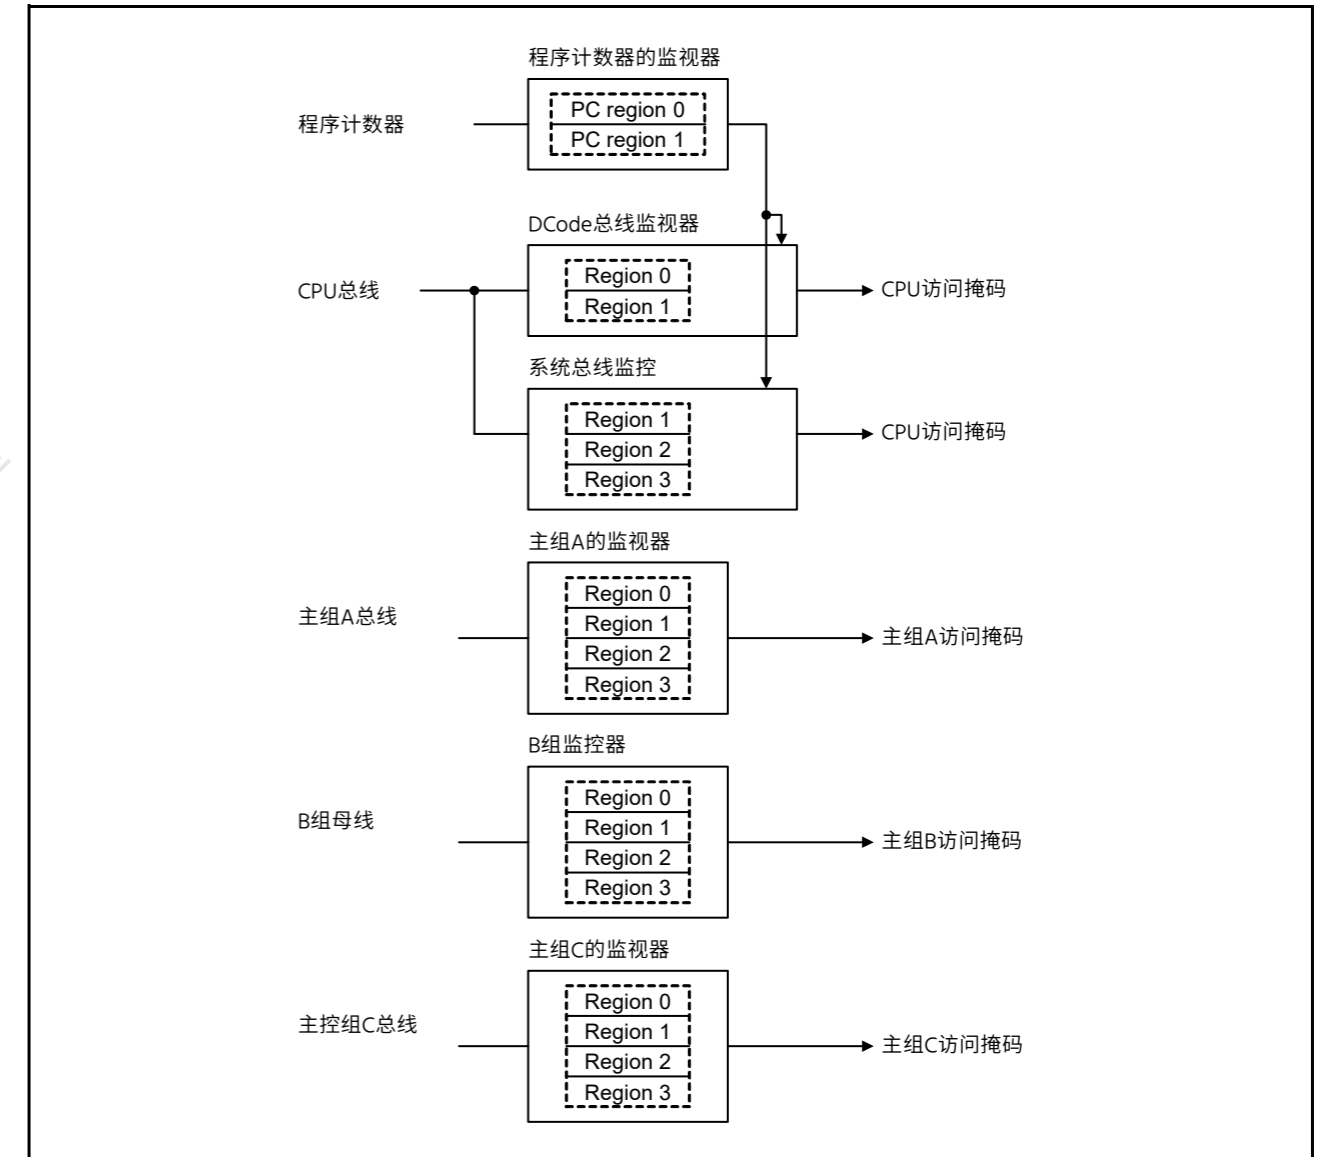 程序计数器的监视器
程序计数器
PC region 0
PC region 1
DCode总线监视器
CPU总线
Region 0
Region 1
CPU访问掩码
系统总线监控
Region 1
Region 2
Region 3
CPU访问掩码
主组A的监视器
主组A总线
Region 0
Region 1
Region 2
Region 3
主组A访问掩码
B组监控器
B组母线
Region 0
Region 1
Region 2
Region 3
主组B访问掩码
主组C的监视器
主控组C总线
Region 0
Region 1
Region 2
Region 3
主组C访问掩码